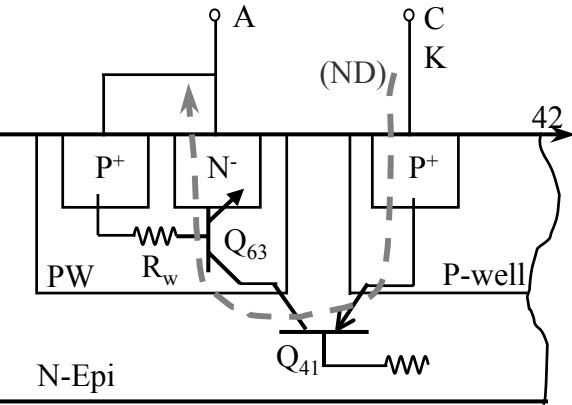 A
C
K
(ND)
42
P+
N-
P+
Q63
Rw
PW
P-well
Q41
N-Epi